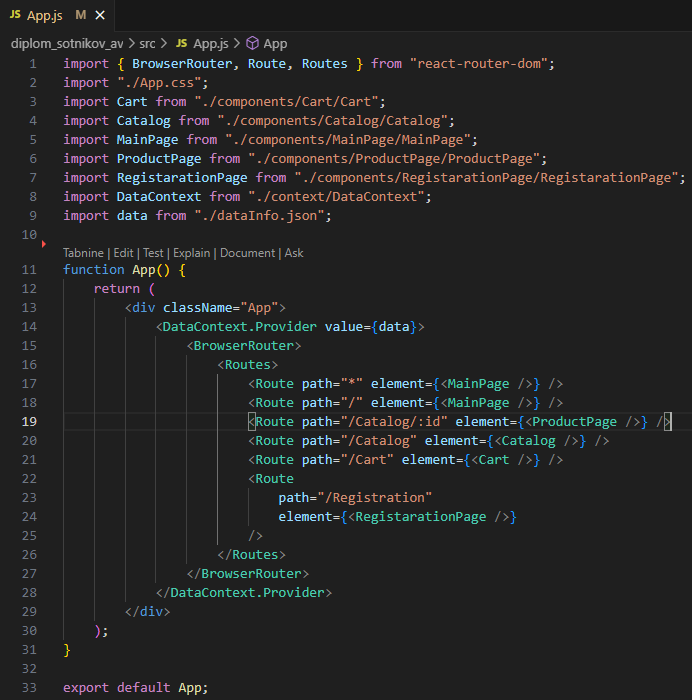 JS App.js M ×
diplom_sotnikov_av > src > JS App.js > App
1 import { BrowserRouter, Route, Routes } from "react-router-dom";
2 import "./App.css";
3 import Cart from "./components/Cart/Cart";
4 import Catalog from "./components/Catalog/Catalog";
5 import MainPage from "./components/MainPage/MainPage";
6 import ProductPage from "./components/ProductPage/ProductPage";
7 import RegistarationPage from "./components/RegistarationPage/RegistarationPage";
8 import DataContext from "./context/DataContext";
9 import data from "./dataInfo.json";
10
Tabnine | Edit | Test | Explain | Document | Ask
11 function App() {
12     return (
13         <div className="App">
14             <DataContext.Provider value={data}>
15                 <BrowserRouter>
16                     <Routes>
17                         <Route path="*" element={<MainPage />} />
18                         <Route path="/" element={<MainPage />} />
19                         <Route path="/Catalog/:id" element={<ProductPage />} />
20                         <Route path="/Catalog" element={<Catalog />} />
21                         <Route path="/Cart" element={<Cart />} />
22                         <Route
23                             path="/Registration"
24                             element={<RegistarationPage />}
25                         />
26                     </Routes>
27                 </BrowserRouter>
28             </DataContext.Provider>
29         </div>
30     );
31 }
32
33 export default App;